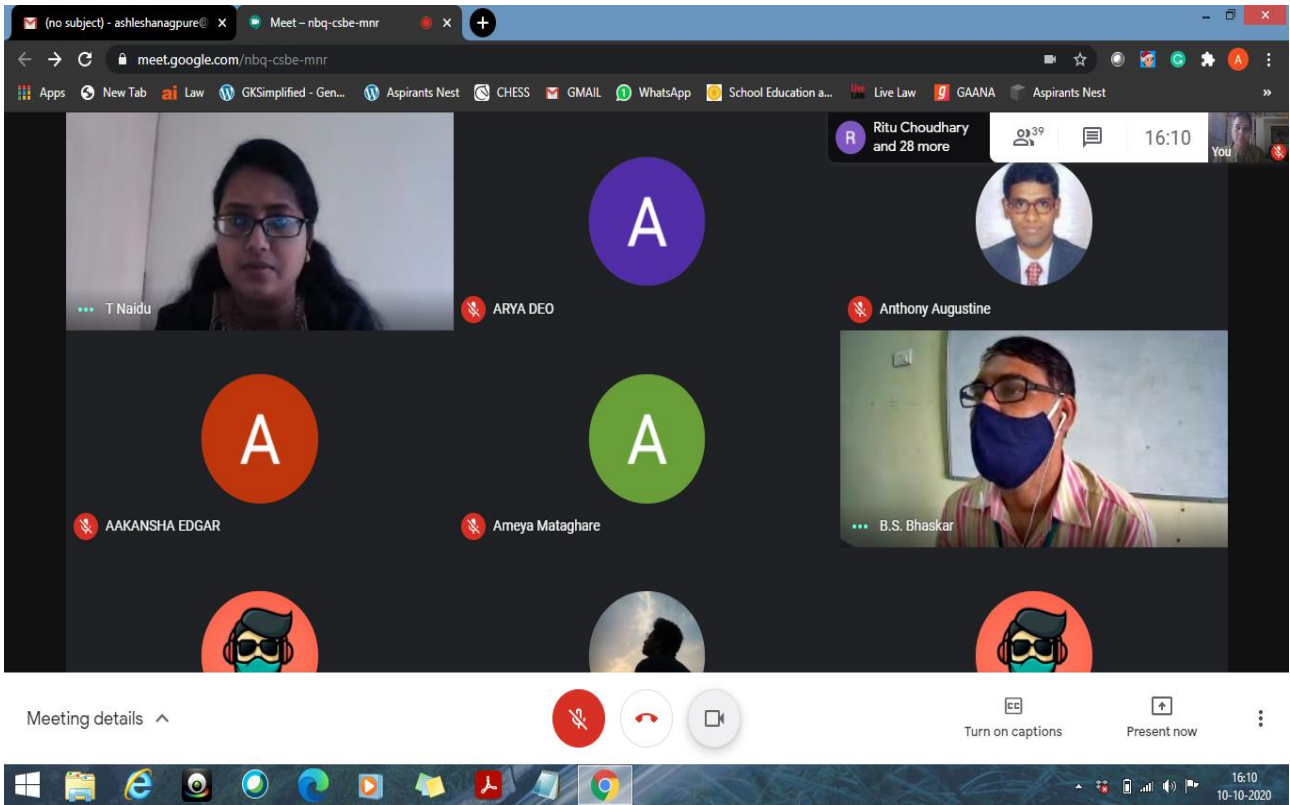 (no subject) - ashleshanagpure@
Meet – nbq-csbe-mnr
meet.google.com/nbq-csbe-mnr
A
Apps
New Tab
ai Law
GKSimplified - Gen...
Aspirants Nest
CHESS
GMAIL
WhatsApp
School Education a...
Live Law
GAANA
Aspirants Nest
»
R
Ritu Choudhary
and 28 more
39
16:10
You
T Naidu
A
ARYA DEO
Anthony Augustine
A
AAKANSHA EDGAR
A
Ameya Mataghare
B.S. Bhaskar
Meeting details
CC
Turn on captions
Present now
16:10
10-10-2020